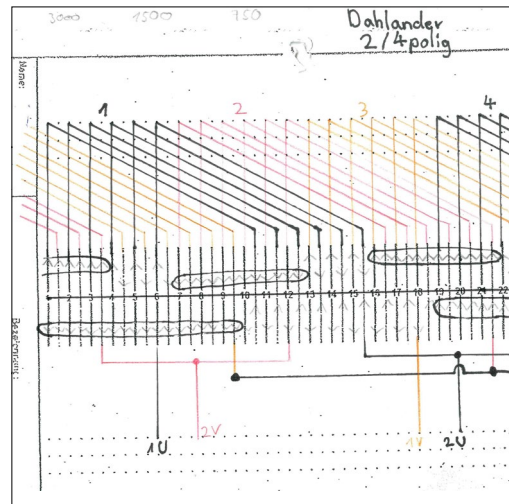 3000 1500 750
Dahlander
2/4polig
Name:
1 2 3 4
2 3 4 5 6 7 8 9 10 11 12 13 14 15 16 17 18 19 20 21 22
Bezeichnung:
1U 2V 1V 2U